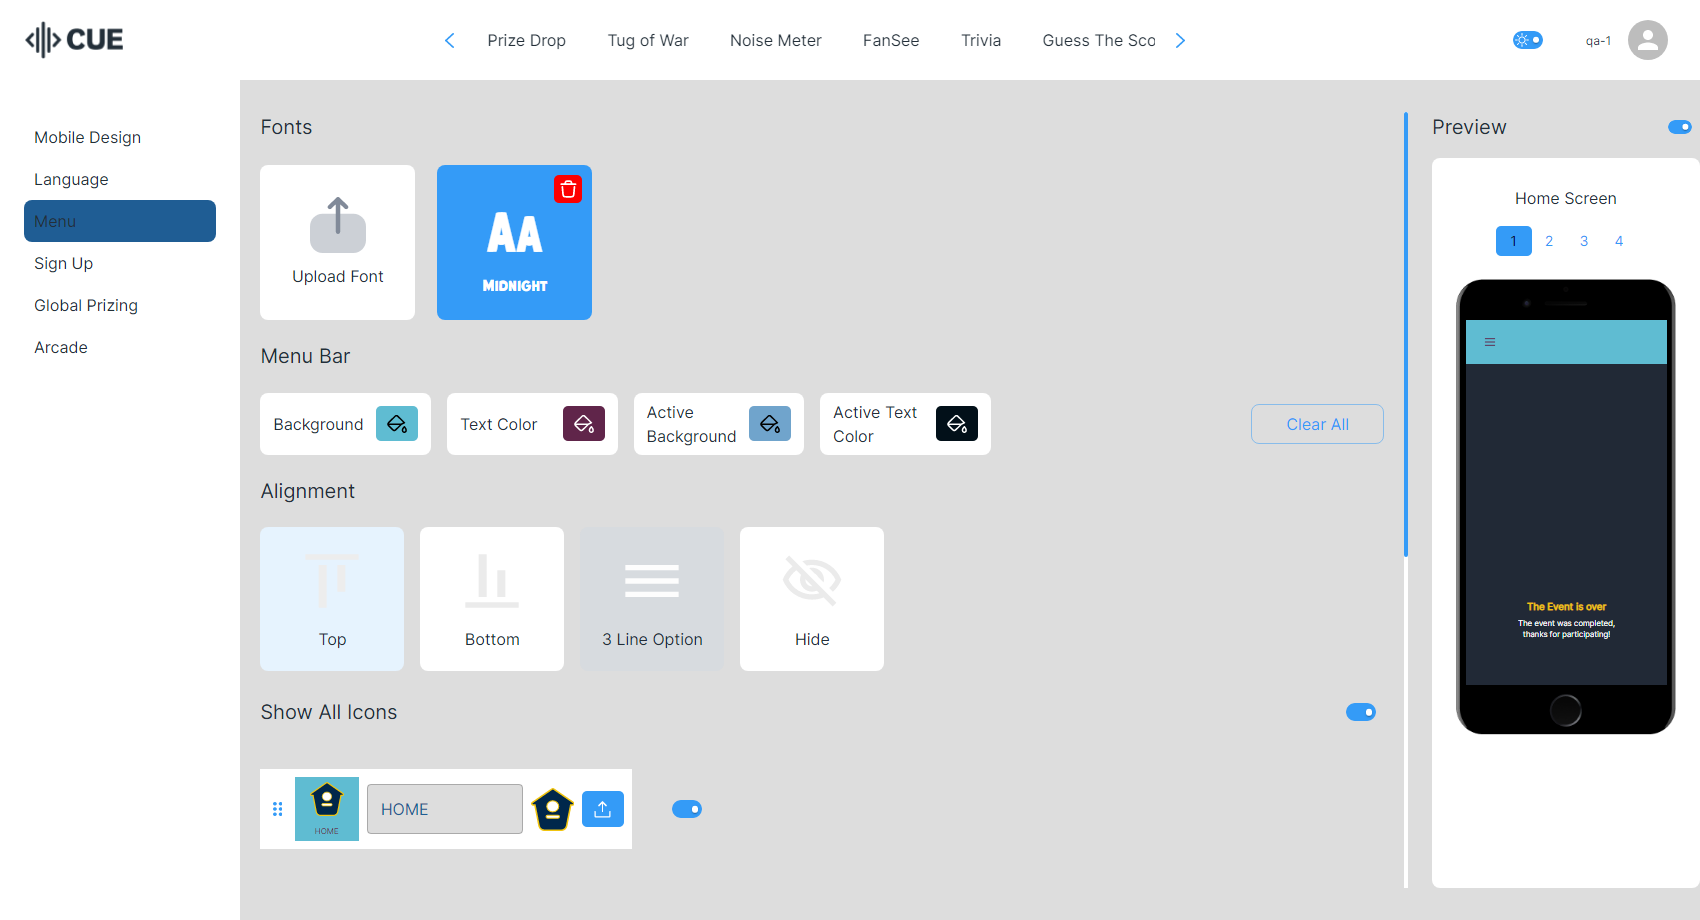 CUE
Prize Drop
Tug of War
Noise Meter
FanSee
Trivia
Guess The Sco
qa-1
Mobile Design
Language
Menu
Sign Up
Global Prizing
Arcade
Fonts
Upload Font
AA
MIDNIGHT
Menu Bar
Background
Text Color
Active
Background
Active Text
Color
Clear All
Alignment
Top
Bottom
3 Line Option
Hide
Show All Icons
HOME
HOME
Preview
Home Screen
1 2 3 4
The Event is over
The event was completed,
thanks for participating!